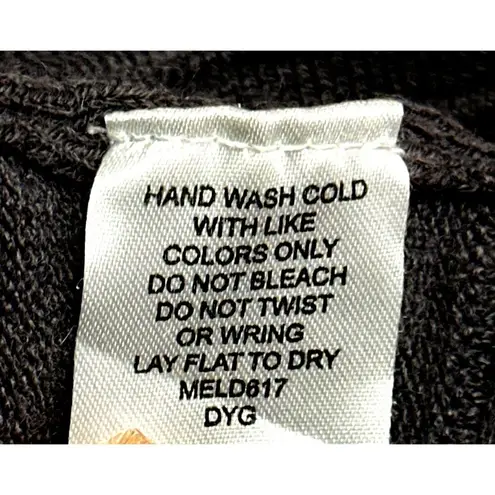 HAND WASH COLD
WITH LIKE
COLORS ONLY
DO NOT BLEACH
DO NOT TWIST
OR WRING
LAY FLAT TO DRY
MELD617
DYG